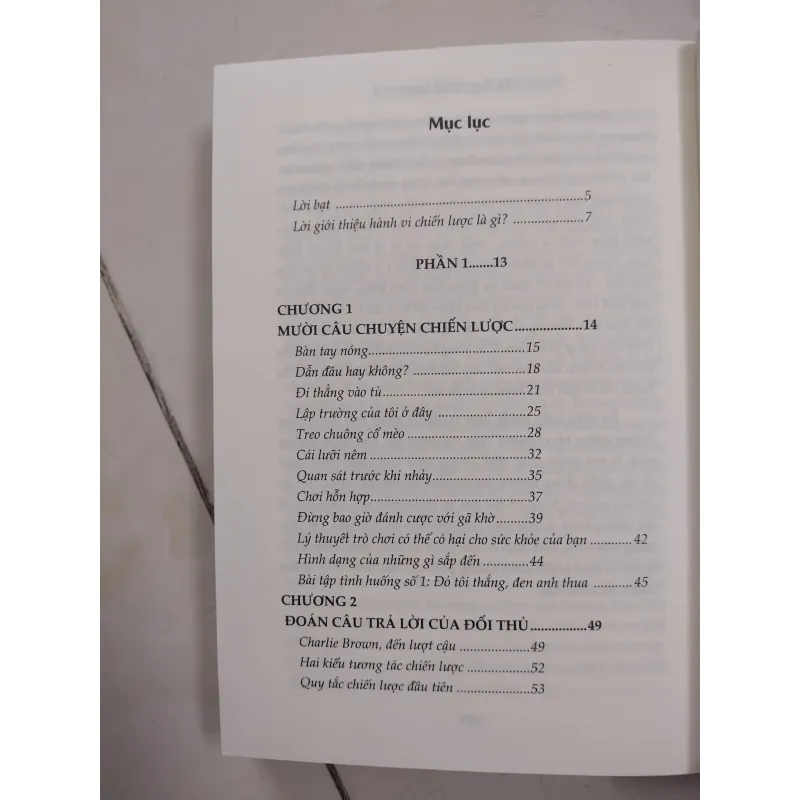 Mục lục
Lời bạt ........................................................................5
Lời giới thiệu hành vi chiến lược là gì? .....................7
PHẦN 1.......13
CHƯƠNG 1
MƯỜI CÂU CHUYỆN CHIẾN LƯỢC...................14
Bàn tay nóng...............................................15
Dẫn đầu hay không? ...................................18
Đi thẳng vào tù...........................................21
Lập trường của tôi ở đây ..........................25
Treo chuông cổ mèo....................................28
Cái lưỡi nêm ...............................................32
Quan sát trước khi nhảy............................35
Chơi hỗn hợp...............................................37
Đừng bao giờ đánh cược với gã khờ .........39
Lý thuyết trò chơi có thể có hại cho sức khỏe của bạn ............42
Hình dạng của những gì sắp đến..............44
Bài tập tình huống số 1: Đỏ tôi thắng, đen anh thua ...............45
CHƯƠNG 2
ĐOÁN CÂU TRẢ LỜI CỦA ĐỐI THỦ................49
Charlie Brown, đến lượt cậu .....................49
Hai kiểu tương tác chiến lược ...................52
Quy tắc chiến lược đầu tiên ......................53